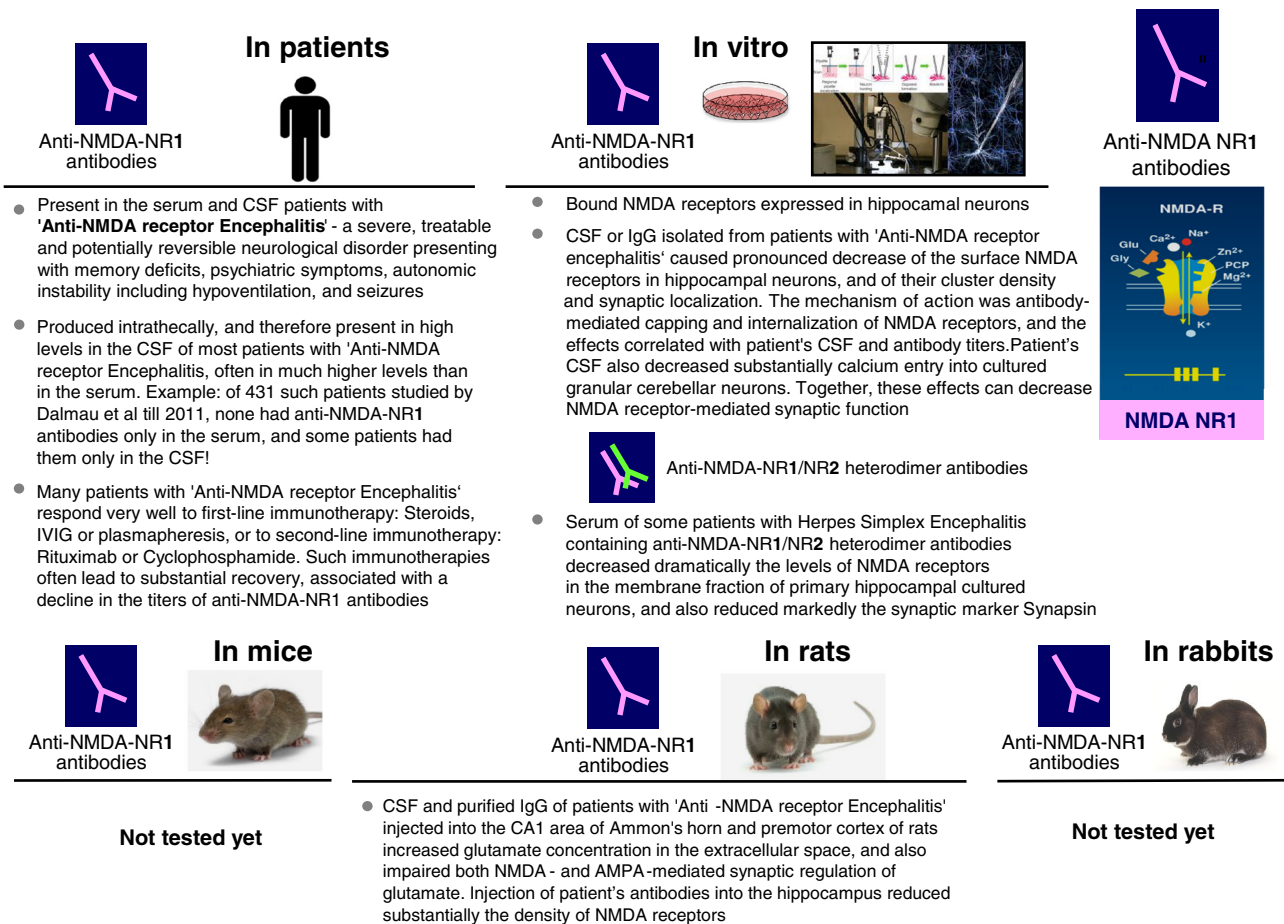 In patients
Anti-NMDA-NR1
antibodies
Present in the serum and CSF patients with
'Anti-NMDA receptor Encephalitis' - a severe, treatable
and potentially reversible neurological disorder presenting
with memory deficits, psychiatric symptoms, autonomic
instability including hypoventilation, and seizures
Produced intrathecally, and therefore present in high
levels in the CSF of most patients with 'Anti-NMDA
receptor Encephalitis, often in much higher levels than
in the serum. Example: of 431 such patients studied by
Dalmau et al till 2011, none had anti-NMDA-NR1
antibodies only in the serum, and some patients had
them only in the CSF!
Many patients with 'Anti-NMDA receptor Encephalitis‘
respond very well to first-line immunotherapy: Steroids,
IVIG or plasmapheresis, or to second-line immunotherapy:
Rituximab or Cyclophosphamide. Such immunotherapies
often lead to substantial recovery, associated with a
decline in the titers of anti-NMDA-NR1 antibodies
In vitro
Anti-NMDA-NR1
antibodies
Bound NMDA receptors expressed in hippocamal neurons
CSF or IgG isolated from patients with 'Anti-NMDA receptor
encephalitis‘ caused pronounced decrease of the surface NMDA
receptors in hippocampal neurons, and of their cluster density
and synaptic localization. The mechanism of action was antibody-
mediated capping and internalization of NMDA receptors, and the
effects correlated with patient's CSF and antibody titers.Patient’s
CSF also decreased substantially calcium entry into cultured
granular cerebellar neurons. Together, these effects can decrease
NMDA receptor-mediated synaptic function
Anti-NMDA-NR1/NR2 heterodimer antibodies
Serum of some patients with Herpes Simplex Encephalitis
containing anti-NMDA-NR1/NR2 heterodimer antibodies
decreased dramatically the levels of NMDA receptors
in the membrane fraction of primary hippocampal cultured
neurons, and also reduced markedly the synaptic marker Synapsin
Anti-NMDA NR1
antibodies
NMDA-R
Na+
Ca2+
Glu
Gly
Zn2+
PCP
Mg2+
K+
NMDA NR1
In mice
Anti-NMDA-NR1
antibodies
Not tested yet
In rats
Anti-NMDA-NR1
antibodies
CSF and purified IgG of patients with 'Anti -NMDA receptor Encephalitis'
injected into the CA1 area of Ammon's horn and premotor cortex of rats
increased glutamate concentration in the extracellular space, and also
impaired both NMDA - and AMPA-mediated synaptic regulation of
glutamate. Injection of patient’s antibodies into the hippocampus reduced
substantially the density of NMDA receptors
In rabbits
Anti-NMDA-NR1
antibodies
Not tested yet